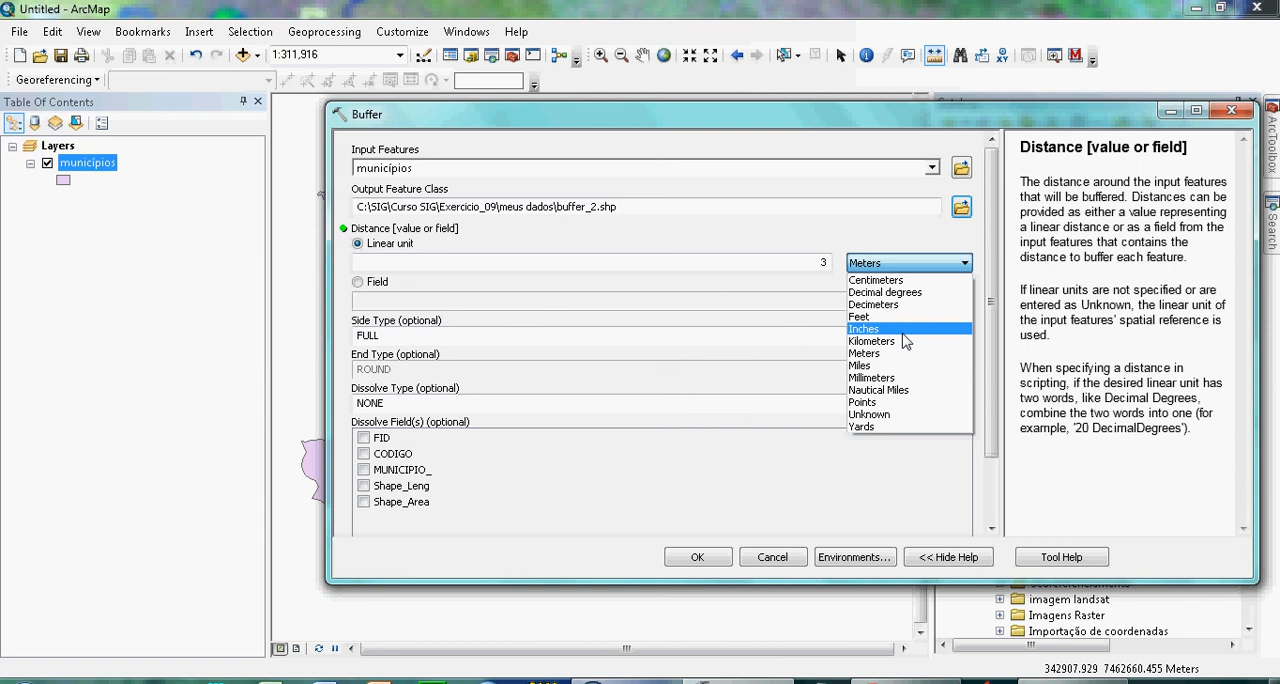 Untitled - ArcMap
File Edit View Bookmarks Insert Selection Geoprocessing Customize Windows Help
1:311,916
Georeferencing
Table Of Contents
Layers
municípios
Buffer
Input Features
municípios
Output Feature Class
C:\SIG\Curso SIG\Exercicio_09\meus dados\buffer_2.shp
Distance [value or field]
Linear unit
3 Meters
Field
Side Type (optional)
FULL
End Type (optional)
ROUND
Dissolve Type (optional)
NONE
Dissolve Field(s) (optional)
FID
CODIGO
MUNICIPIO_
Shape_Leng
Shape_Area
Centimeters
Decimal degrees
Decimeters
Feet
Inches
Kilometers
Meters
Miles
Millimeters
Nautical Miles
Points
Unknown
Yards
OK Cancel Environments... << Hide Help Tool Help
Distance [value or field]
The distance around the input features
that will be buffered. Distances can be
provided as either a value representing
a linear distance or as a field from the
input features that contains the
distance to buffer each feature.
If linear units are not specified or are
entered as Unknown, the linear unit of
the input features' spatial reference is
used.
When specifying a distance in
scripting, if the desired linear unit has
two words, like Decimal Degrees,
combine the two words into one (for
example, '20 DecimalDegrees').
ArcToolbox
Search
imagem landsat
Imagens Raster
Importação de coordenadas
342907.929 7462660.455 Meters